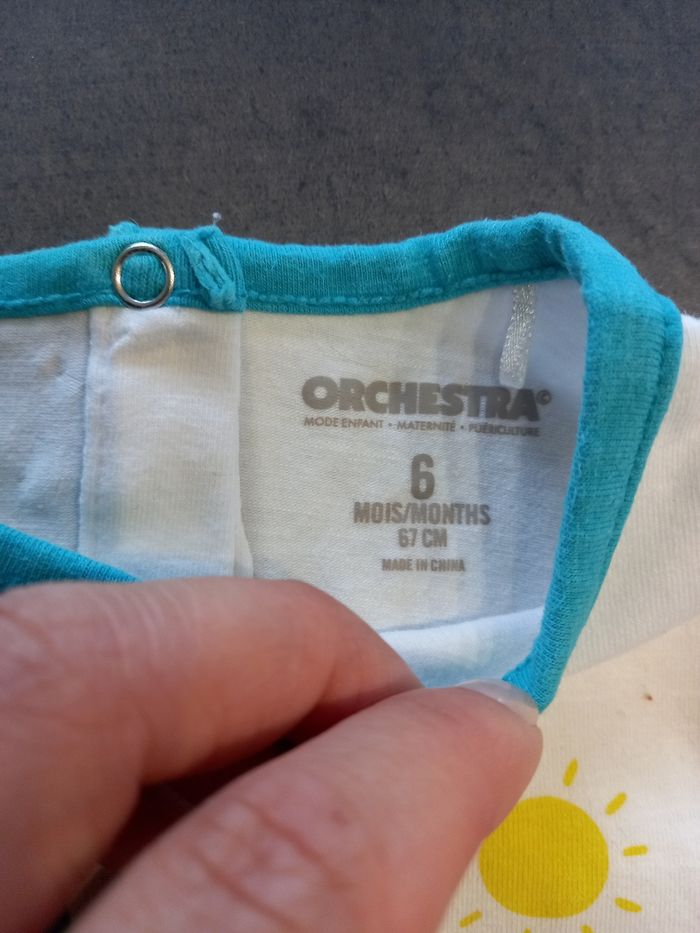 ORCHESTRA©
MODE ENFANT • MATERNITÉ • PUÉRICULTURE
6
MOIS/MONTHS
67 CM
MADE IN CHINA